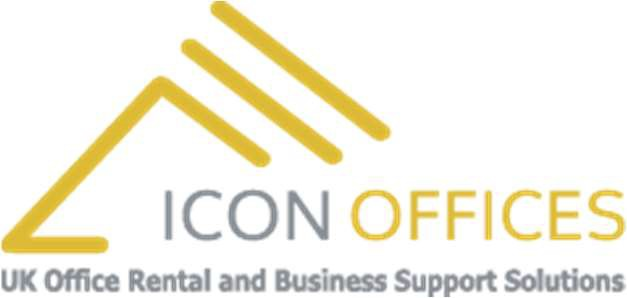 ICON OFFICES
UK Office Rental and Business Support Solutions